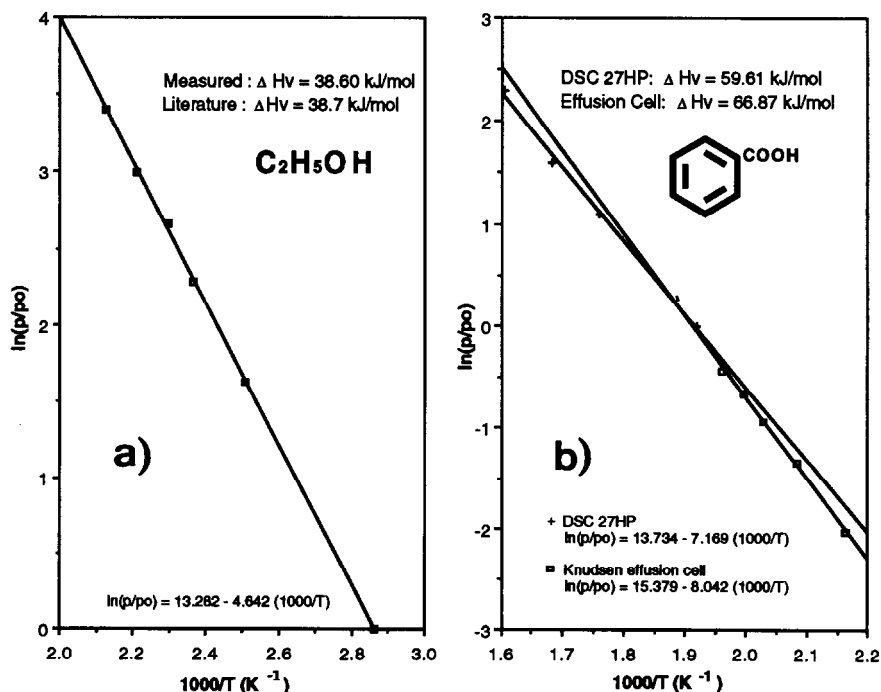 4
3
2
1
0
2.0
2.2
2.4
2.6
2.8
3.0
ln(p/po)
1000/T (K⁻¹)
Measured : Δ Hv = 38.60 kJ/mol
Literature : ΔHv = 38.7 kJ/mol
C₂H₅OH
a)
ln(p/po) = 13.282 - 4.642 (1000/T)
3
2
1
0
-1
-2
-3
1.6
1.7
1.8
1.9
2.0
2.1
2.2
ln(p/po)
1000/T (K⁻¹)
DSC 27HP: Δ Hv = 59.61 kJ/mol
Effusion Cell: Δ Hv = 66.87 kJ/mol
COOH
b)
+ DSC 27HP
ln(p/po) = 13.734 - 7.169 (1000/T)
Knudsen effusion cell
ln(p/po) = 15.379 - 8.042 (1000/T)